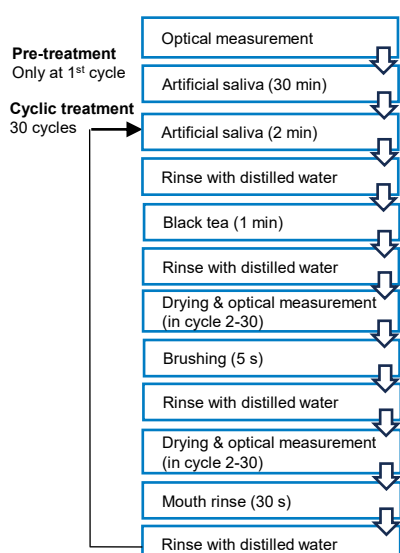 Optical measurement
Pre-treatment
Only at 1st cycle
Artificial saliva (30 min)
Cyclic treatment
30 cycles
Artificial saliva (2 min)
Rinse with distilled water
Black tea (1 min)
Rinse with distilled water
Drying & optical measurement
(in cycle 2-30)
Brushing (5 s)
Rinse with distilled water
Drying & optical measurement
(in cycle 2-30)
Mouth rinse (30 s)
Rinse with distilled water